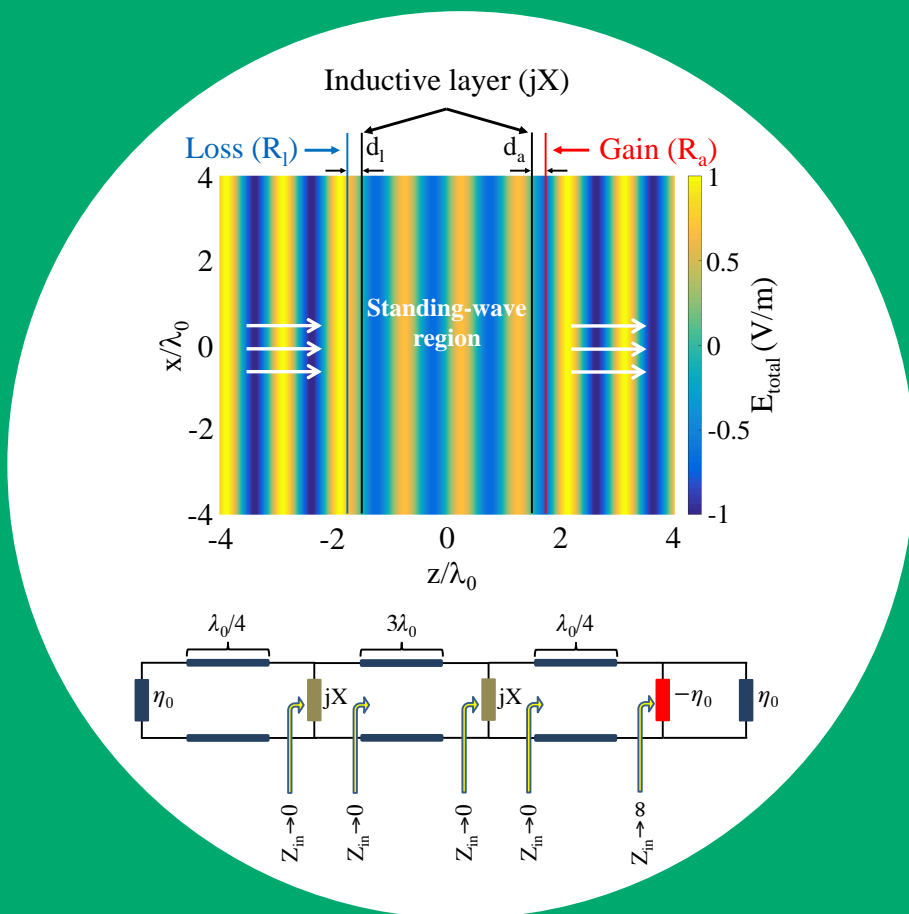 Inductive layer (jX)
Loss (R_l) d_l d_a Gain (R_a)
4 1
2 0.5
Standing-wave
region
x/λ_0 0 0 E_total (V/m)
-2 -0.5
-4 -1
-4 -2 0 2 4
z/λ_0
λ_0/4 3λ_0 λ_0/4
η_0 jX jX −η_0 η_0
Z_in→0 Z_in→0 Z_in→0 Z_in→0 Z_in→8